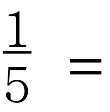 1/5 =